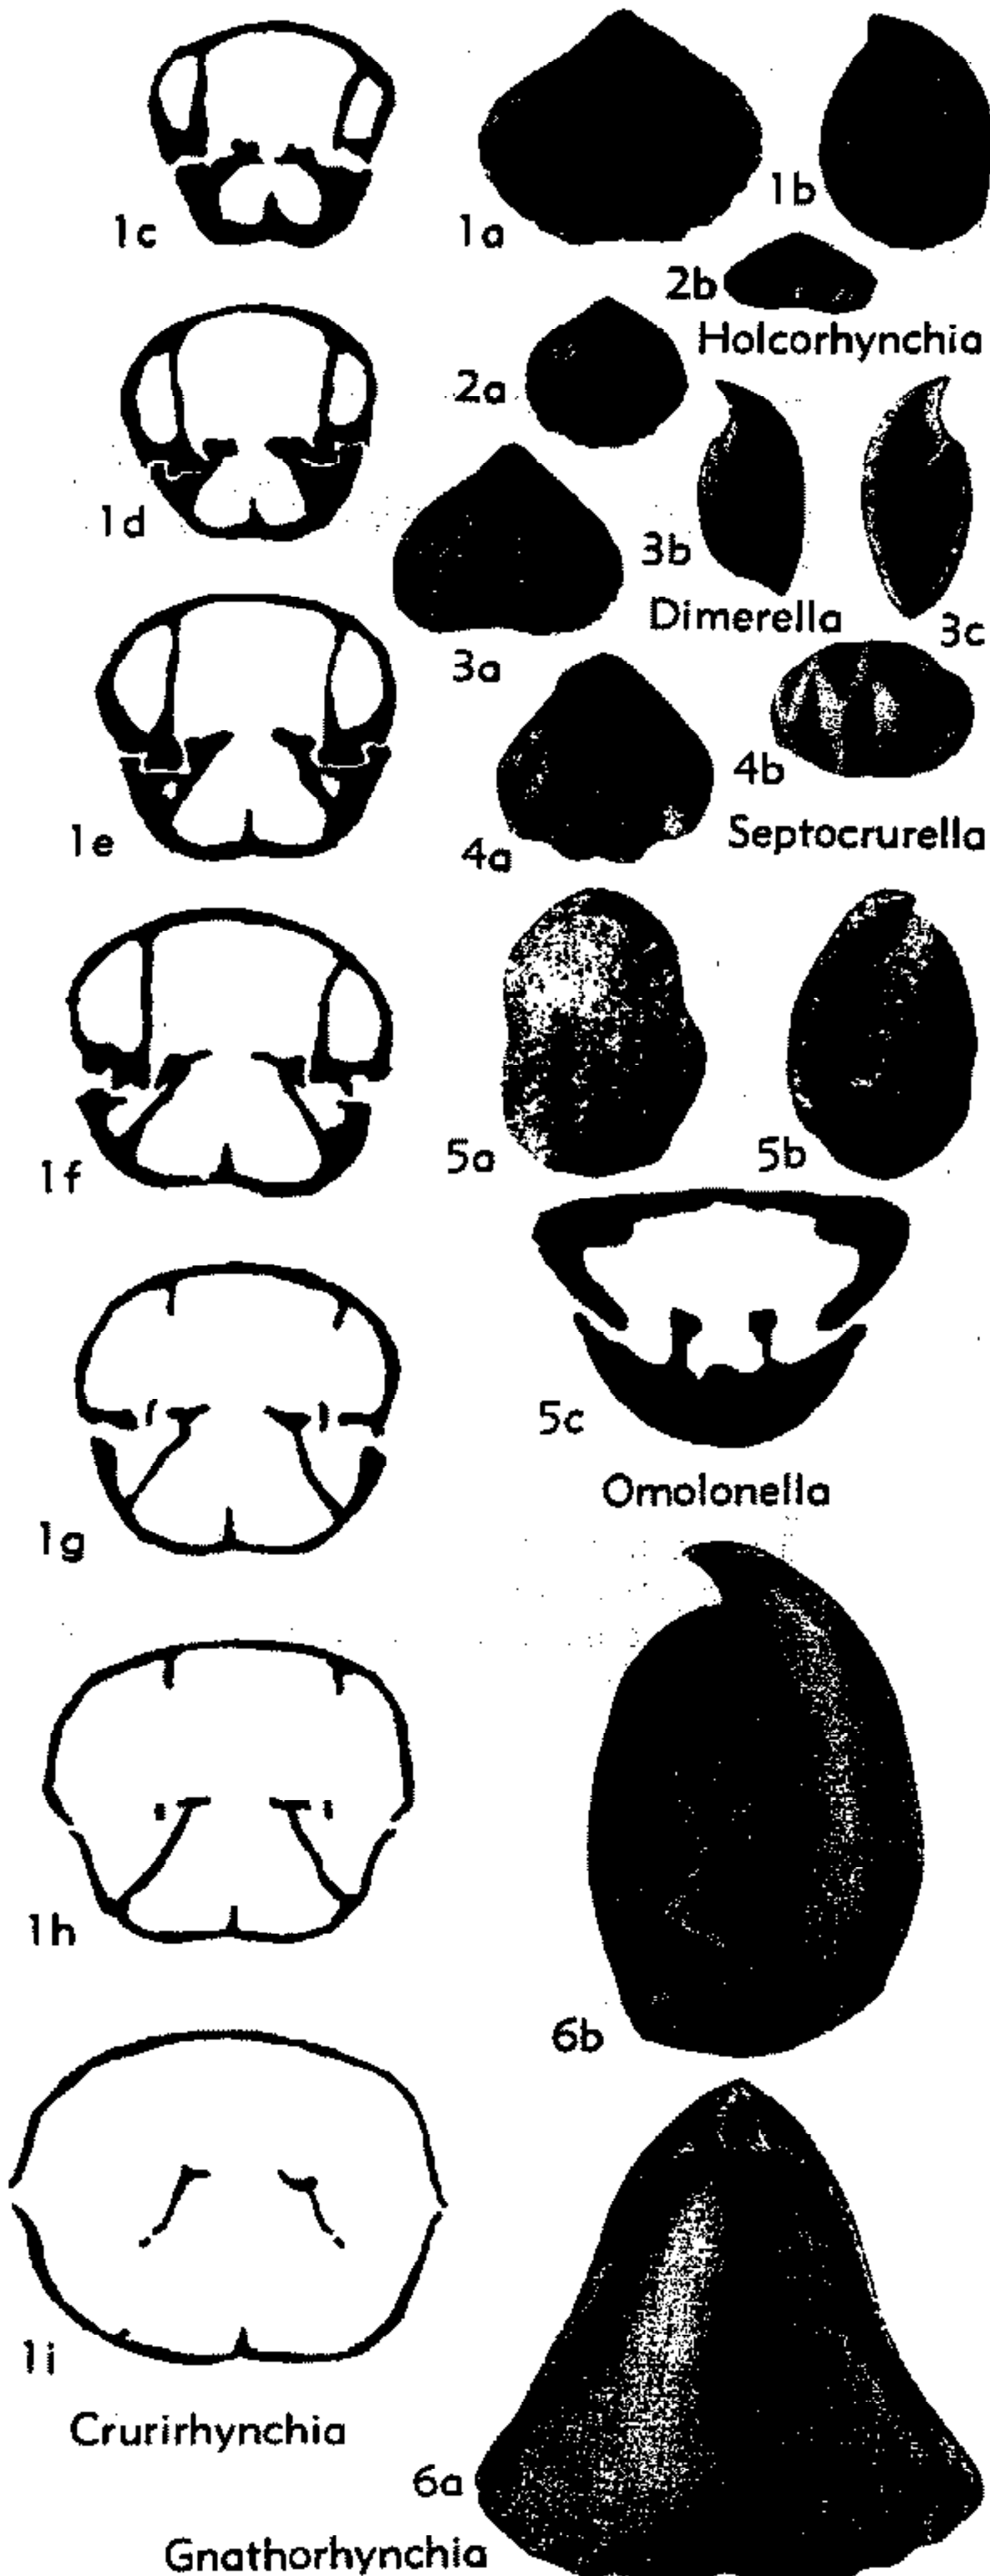 1c
1a
1b
2b
Holcorhynchia
2a
1d
3b
Dimerella
3c
3a
4b
1e
4a
Septocrurella
5a
5b
1f
5c
Omolonella
1g
1h
6b
1i
Crurirhynchia
6a
Gnathorhynchia